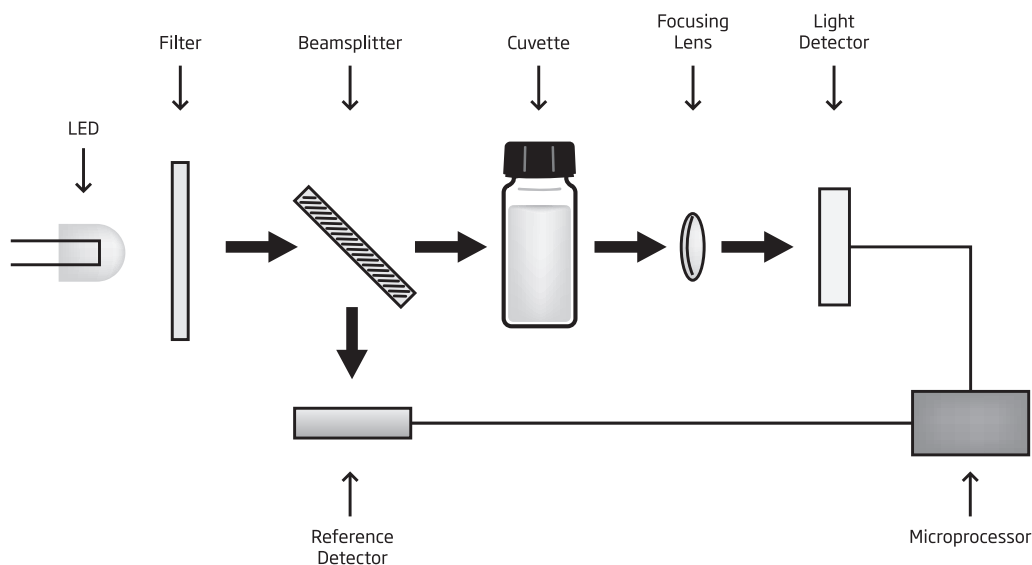 Filter
Beamsplitter
Cuvette
Focusing
Lens
Light
Detector
LED
Reference
Detector
Microprocessor